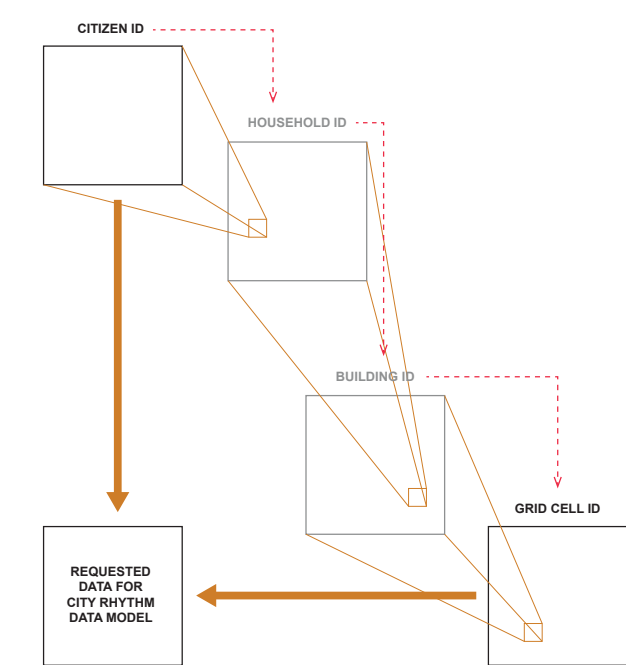 CITIZEN ID
HOUSEHOLD ID
BUILDING ID
GRID CELL ID
REQUESTED
DATA FOR
CITY RHYTHM
DATA MODEL